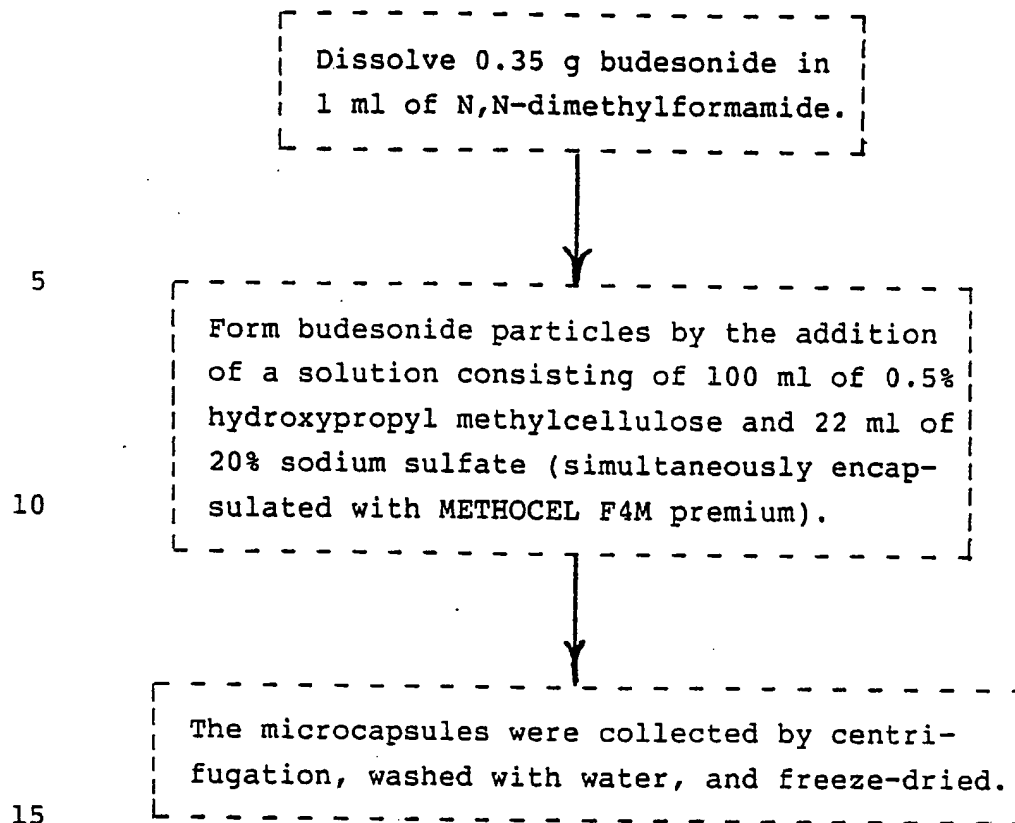 Dissolve 0.35 g budesonide in
1 ml of N,N-dimethylformamide.
5
Form budesonide particles by the addition
of a solution consisting of 100 ml of 0.5%
hydroxypropyl methylcellulose and 22 ml of
20% sodium sulfate (simultaneously encap-
10 sulated with METHOCEL F4M premium).
The microcapsules were collected by centri-
fugation, washed with water, and freeze-dried.
15